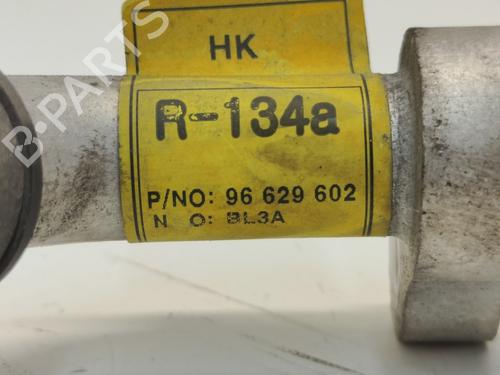 HK
R-134a
P/NO: 96 629 602
N O: BL3A
B-PARTS